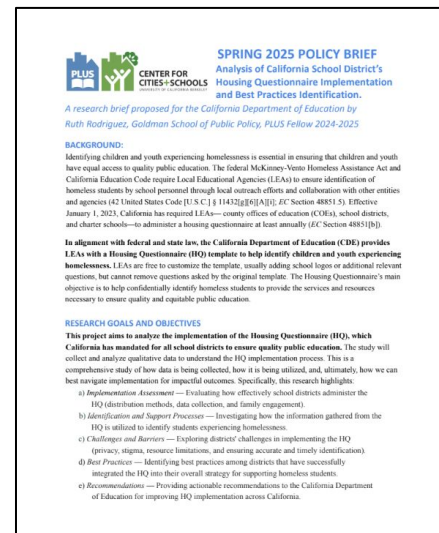 SPRING 2025 POLICY BRIEF
PLUS
CENTER FOR
CITIES+SCHOOLS
UNIVERSITY OF CALIFORNIA, BERKELEY
Analysis of California School District's
Housing Questionnaire Implementation
and Best Practices Identification.
A research brief proposed for the California Department of Education by
Ruth Rodriguez, Goldman School of Public Policy, PLUS Fellow 2024-2025
BACKGROUND:
Identifying children and youth experiencing homelessness is essential in ensuring that children and youth
have equal access to quality public education. The federal McKinney-Vento Homeless Assistance Act and
California Education Code require Local Educational Agencies (LEAs) to ensure identification of
homeless students by school personnel through local outreach efforts and collaboration with other entities
and agencies (42 United States Code [U.S.C.] § 11432[g][6][A][i]; EC Section 48851.5). Effective
January 1, 2023, California has required LEAs— county offices of education (COEs), school districts,
and charter schools—to administer a housing questionnaire at least annually (EC Section 48851[b]).
In alignment with federal and state law, the California Department of Education (CDE) provides
LEAs with a Housing Questionnaire (HQ) template to help identify children and youth experiencing
homelessness. LEAs are free to customize the template, usually adding school logos or additional relevant
questions, but cannot remove questions asked by the original template. The Housing Questionnaire's main
objective is to help confidentially identify homeless students to provide the services and resources
necessary to ensure quality and equitable public education.
RESEARCH GOALS AND OBJECTIVES
This project aims to analyze the implementation of the Housing Questionnaire (HQ), which
California has mandated for all school districts to ensure quality public education. The study will
collect and analyze qualitative data to understand the HQ implementation process. This is a
comprehensive study of how data is being collected, how it is being utilized, and, ultimately, how we can
best navigate implementation for impactful outcomes. Specifically, this research highlights:
a) Implementation Assessment — Evaluating how effectively school districts administer the
HQ (distribution methods, data collection, and family engagement).
b) Identification and Support Processes — Investigating how the information gathered from the
HQ is utilized to identify students experiencing homelessness.
c) Challenges and Barriers — Exploring districts' challenges in implementing the HQ
(privacy, stigma, resource limitations, and ensuring accurate and timely identification).
d) Best Practices — Identifying best practices among districts that have successfully
integrated the HQ into their overall strategy for supporting homeless students.
e) Recommendations — Providing actionable recommendations to the California Department
of Education for improving HQ implementation across California.